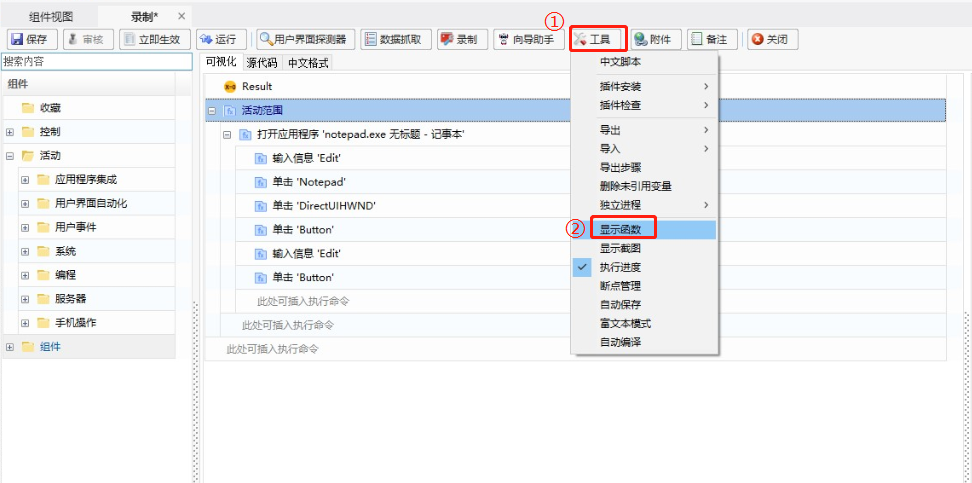 组件视图 录制*
①
保存 审核 立即生效 运行 用户界面探测器 数据抓取 录制 向导助手 工具 附件 备注 关闭
搜索内容 可视化 源代码 中文格式
组件
收藏
控制
活动
应用程序集成
用户界面自动化
用户事件
系统
编程
服务器
手机操作
组件
Result
活动范围
打开应用程序 'notepad.exe 无标题 - 记事本'
输入信息 'Edit'
单击 'Notepad'
单击 'DirectUIHWND'
单击 'Button'
输入信息 'Edit'
单击 'Button'
此处可插入执行命令
此处可插入执行命令
此处可插入执行命令
中文脚本
插件安装
插件检查
导出
导入
导出步骤
删除未引用变量
独立进程
② 显示函数
显示截图
执行进度
断点管理
自动保存
富文本模式
自动编译